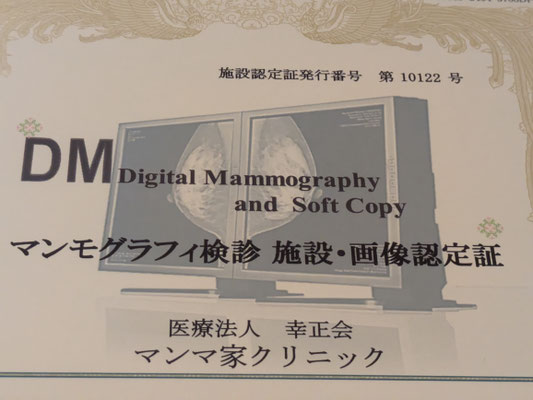 施設認定証発行番号 第 10122 号
DM
Digital Mammography
and Soft Copy
マンモグラフィ検診 施設・画像認定証
医療法人 幸正会
マンマ家クリニック